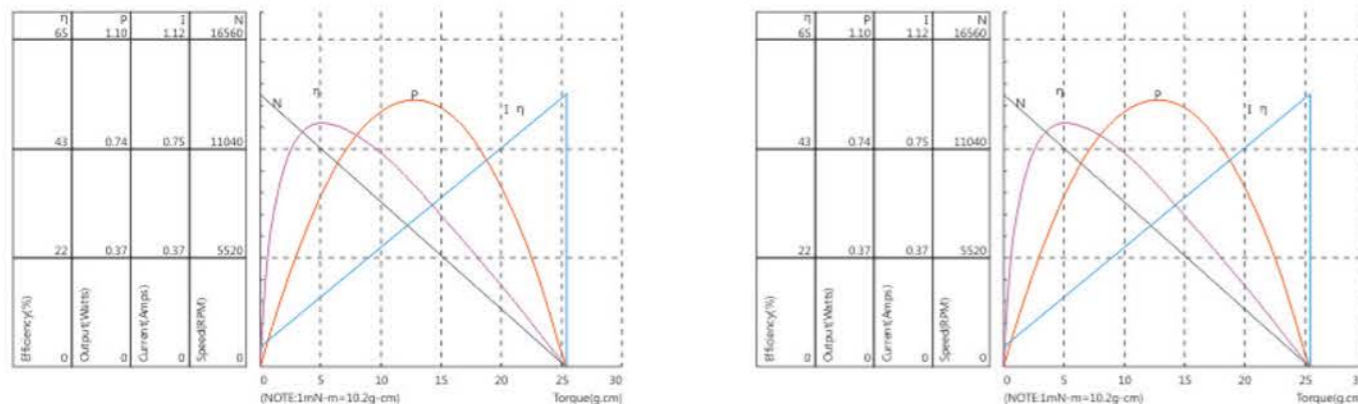 η P I N
65 1.10 1.12 16560
43 0.74 0.75 11040
22 0.37 0.37 5520
Efficiency(%) Output(Watts) Current(Amps) Speed(RPM)
0 0 0 0
N η P I η
0 5 10 15 20 25 30
(NOTE:1mN-m=10.2g-cm) Torque(g.cm)
η P I N
65 1.10 1.12 16560
43 0.74 0.75 11040
22 0.37 0.37 5520
Efficiency(%) Output(Watts) Current(Amps) Speed(RPM)
0 0 0 0
N η P I η
0 5 10 15 20 25
(NOTE:1mN-m=10.2g-cm) Torque(g.cm)